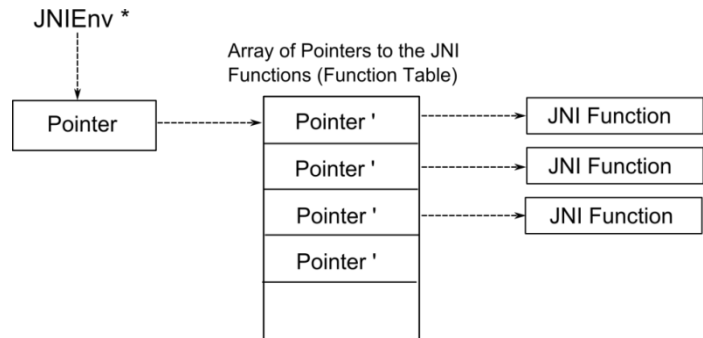 JNIEnv *
Array of Pointers to the JNI
Functions (Function Table)
Pointer
Pointer '
JNI Function
Pointer '
JNI Function
Pointer '
JNI Function
Pointer '